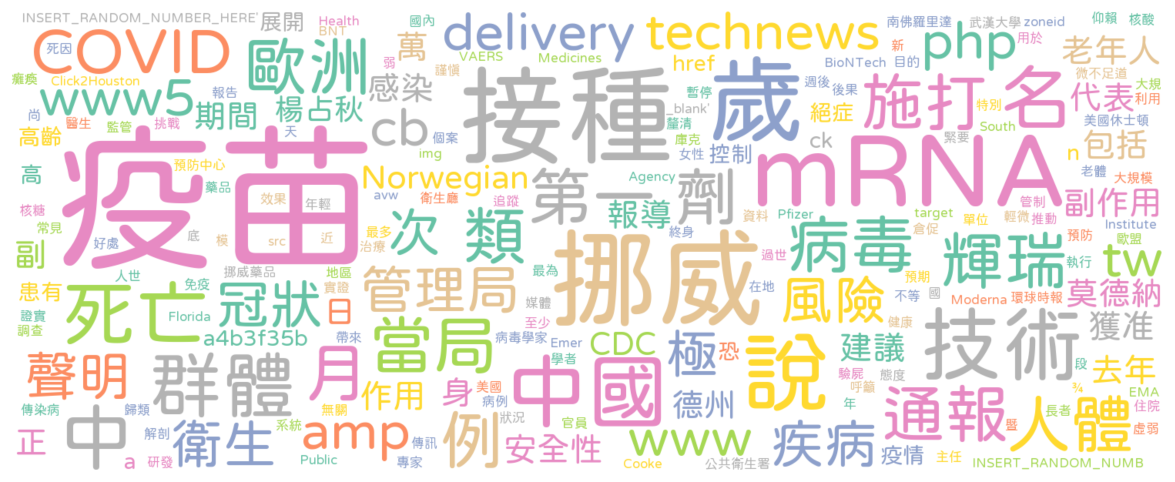 INSERT_RANDOM_NUMBER_HERE'
展開
Health
國內
BNT
死因
COVID
歐洲
萬
delivery
technews
南佛羅里達
武漢大學
zoneid
仰賴
核酸
新
用於
php
老年人
癱瘓
Click2Houston
弱
VAERS
謹慎
Medicines
href
BioNTech
目的
微不足道
報告
www5
期間
楊占秋
感染
接種
暫停
_blank'
歲
週後
後果
施打
名
代表
利用
大規
尚
醫生
監管
挑戰
天
cb
個案
釐清
絕症
特別
美國休士頓
高齡
預防中心
img
庫克
女性
控制
ck
South
緊要
n
包括
疫苗
高
藥品
效果
年輕
Norwegian
第一
劑
mRNA
老體
大規模
核糖
avw
衛生廳
追蹤
Agency
報導
資料
Pfizer
target
單位
輕微
管制
推動
副作用
常見
好處
src
近
底
模
最多
治療
次
類
終身
倉促
病毒
輝瑞
Institute
預防
歐盟
副
人世
免疫
挪威藥品
地區
實證
最為
挪威
過世
在地
執行
tw
患有
死亡
冠狀
日
管理局
媒體
風險
預期
不等
國
Moderna
環球時報
莫德納
證實
調查
Florida
a4b3f35b
帶來
當局
至少
病毒學家
Emer
健康
技術
獲准
聲明
群體
月
CDC
學者
極
恐
說
建議
驗屍
態度
段
¾
去年
EMA
傳染病
歸類
無關
作用
身
美國
病例
中國
德州
呼籲
年
通報
人體
長者
住院
正
中
解剖
衛生
系統
amp
傳訊
例
狀況
官員
www
疾病
疫情
暨
虛弱
a
研發
Public
專家
安全性
Cooke
公共衛生署
主任
INSERT_RANDOM_NUMB